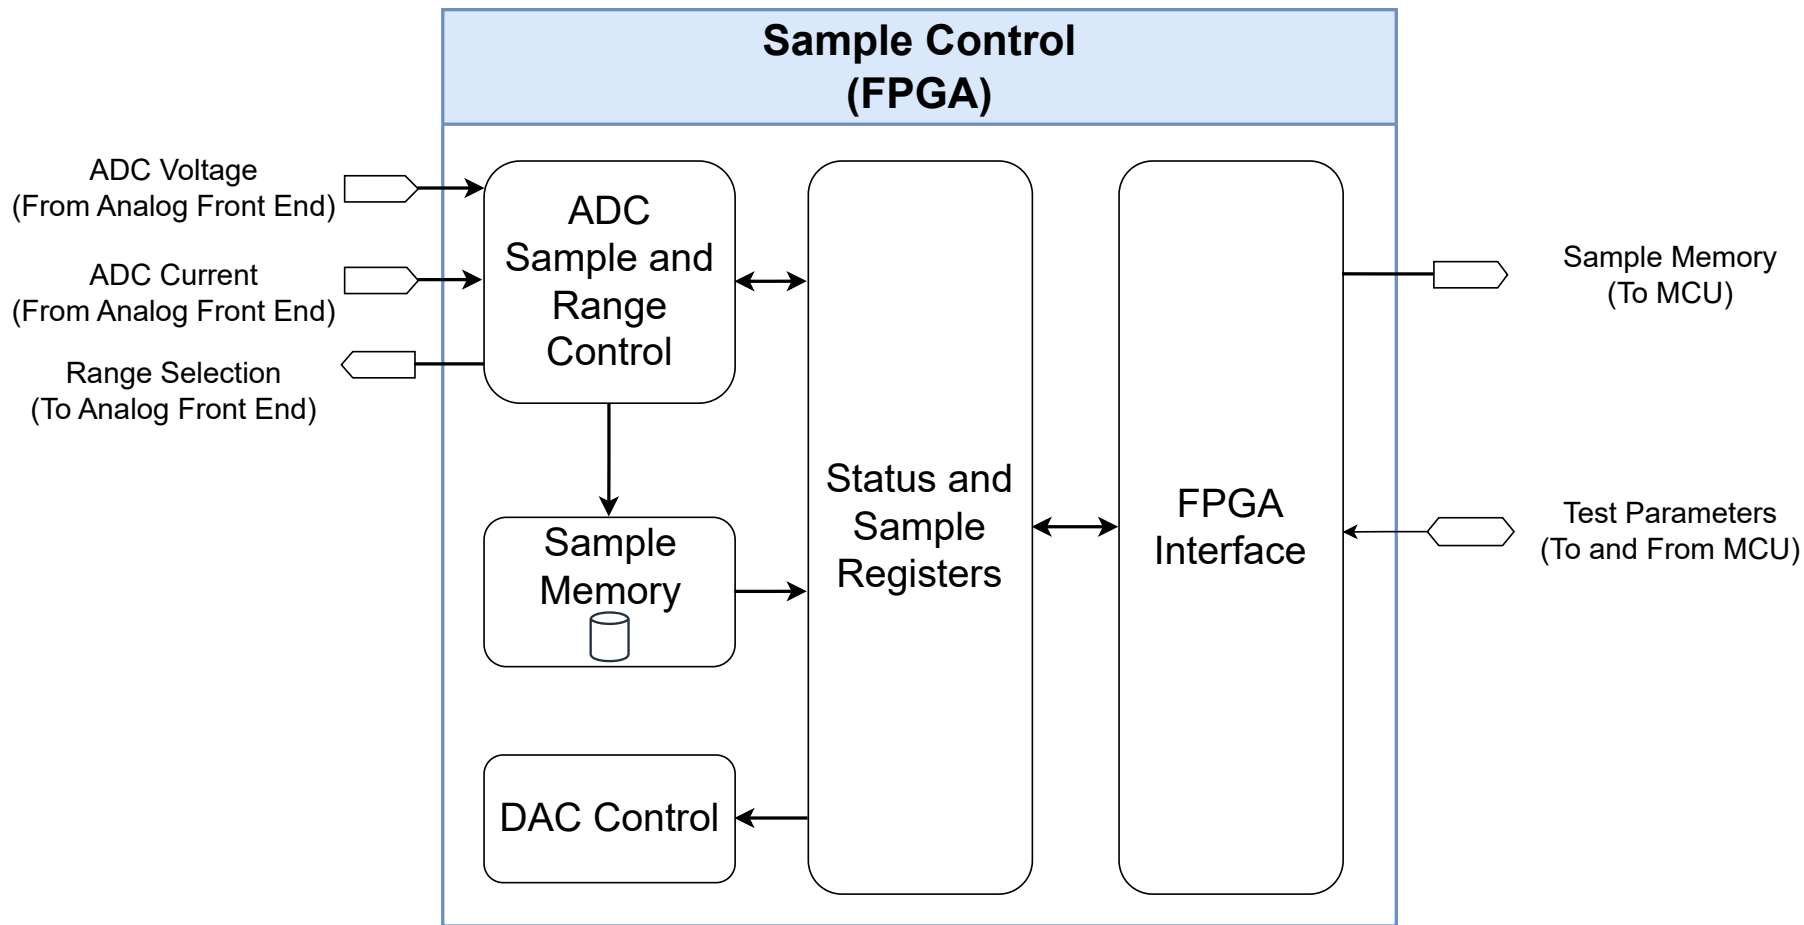 Sample Control
(FPGA)
ADC Voltage
(From Analog Front End)
ADC Current
(From Analog Front End)
Range Selection
(To Analog Front End)
ADC
Sample and
Range
Control
Sample
Memory
DAC Control
Status and
Sample
Registers
FPGA
Interface
Sample Memory
(To MCU)
Test Parameters
(To and From MCU)